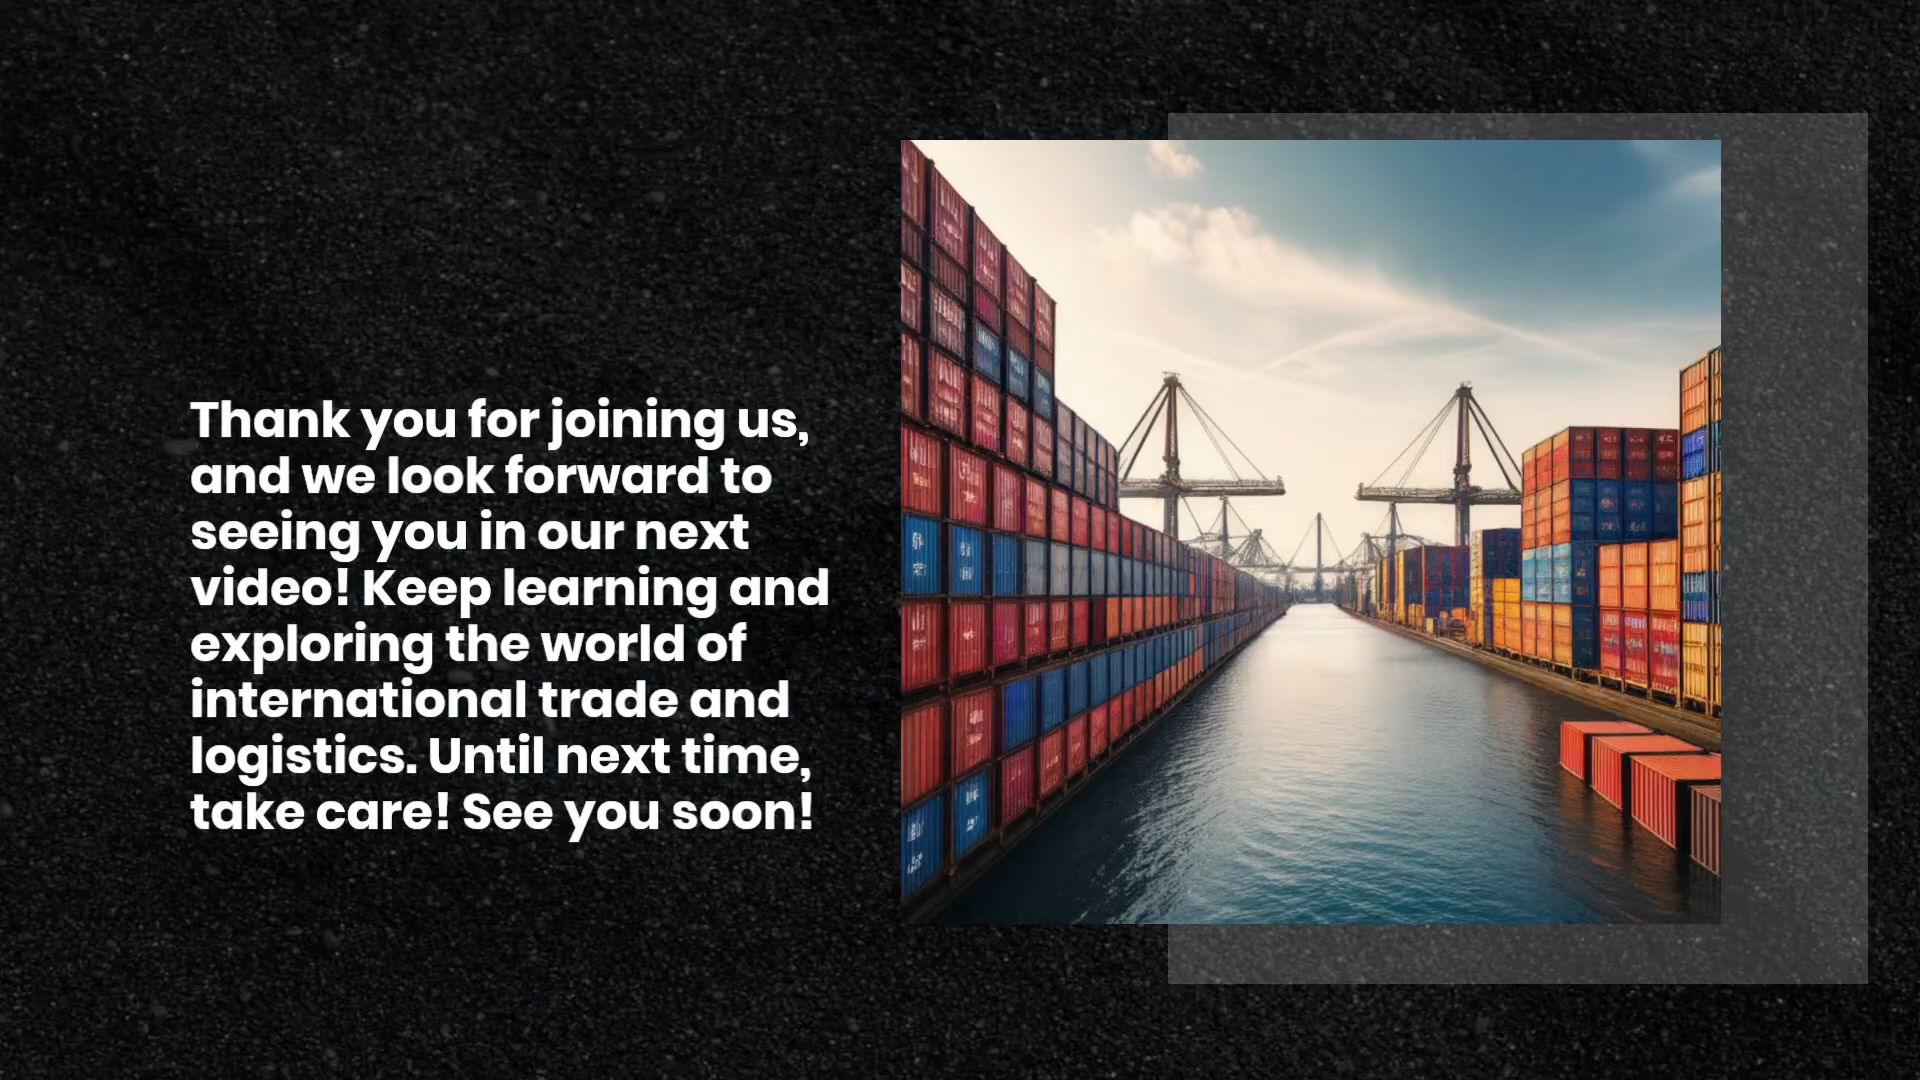 Thank you for joining us,
and we look forward to
seeing you in our next
video! Keep learning and
exploring the world of
international trade and
logistics. Until next time,
take care! See you soon!